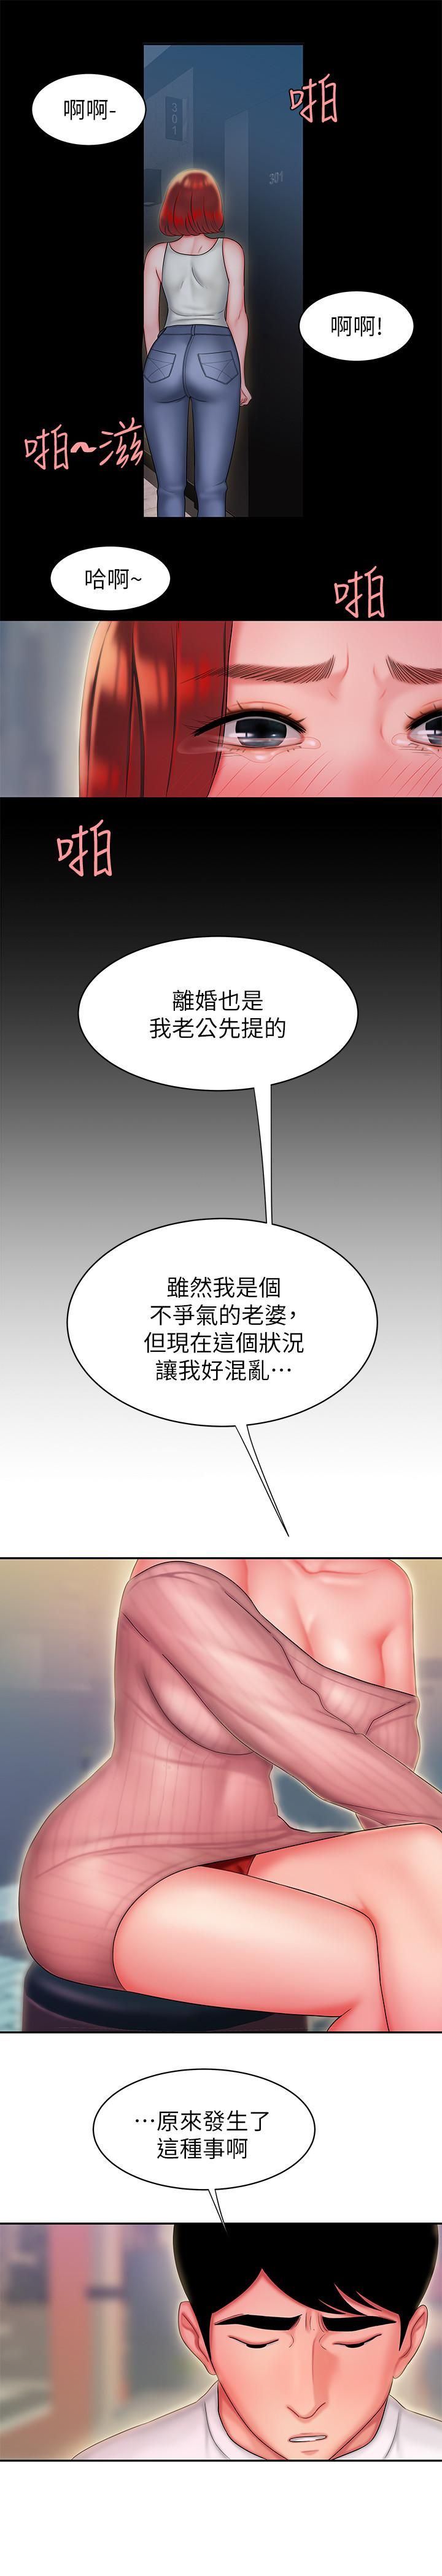 啊啊-
啪
301
301
啊啊!
啪~滋
哈啊~
啪
啪
離婚也是
我老公先提的
雖然我是個
不爭氣的老婆,
但現在這個狀況
讓我好混亂…
…原來發生了
這種事啊